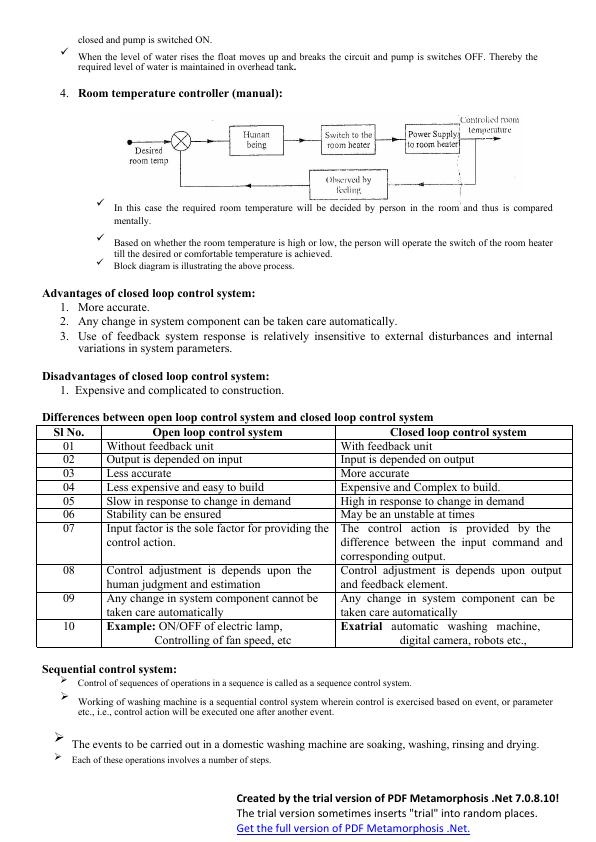 closed and pump is switched ON.
✓ When the level of water rises the float moves up and breaks the circuit and pump is switches OFF. Thereby the
required level of water is maintained in overhead tank.
4. Room temperature controller (manual):
Controlled room
temperature
Desired
room temp
Human
being
Switch to the
room heater
Power Supply
to room heater
Observed by
feeling
✓ In this case the required room temperature will be decided by person in the room and thus is compared
mentally.
✓ Based on whether the room temperature is high or low, the person will operate the switch of the room heater
till the desired or comfortable temperature is achieved.
✓ Block diagram is illustrating the above process.
Advantages of closed loop control system:
1. More accurate.
2. Any change in system component can be taken care automatically.
3. Use of feedback system response is relatively insensitive to external disturbances and internal
variations in system parameters.
Disadvantages of closed loop control system:
1. Expensive and complicated to construction.
Differences between open loop control system and closed loop control system
Sl No. Open loop control system Closed loop control system
01 Without feedback unit With feedback unit
02 Output is depended on input Input is depended on output
03 Less accurate More accurate
04 Less expensive and easy to build Expensive and Complex to build.
05 Slow in response to change in demand High in response to change in demand
06 Stability can be ensured May be an unstable at times
07 Input factor is the sole factor for providing the The control action is provided by the
control action. difference between the input command and
corresponding output.
08 Control adjustment is depends upon the Control adjustment is depends upon output
human judgment and estimation and feedback element.
09 Any change in system component cannot be Any change in system component can be
taken care automatically taken care automatically
10 Example: ON/OFF of electric lamp, Exatrial automatic washing machine,
Controlling of fan speed, etc digital camera, robots etc.,
Sequential control system:
➢ Control of sequences of operations in a sequence is called as a sequence control system.
➢ Working of washing machine is a sequential control system wherein control is exercised based on event, or parameter
etc., i.e., control action will be executed one after another event.
➢ The events to be carried out in a domestic washing machine are soaking, washing, rinsing and drying.
➢ Each of these operations involves a number of steps.
Created by the trial version of PDF Metamorphosis .Net 7.0.8.10!
The trial version sometimes inserts "trial" into random places.
Get the full version of PDF Metamorphosis .Net.